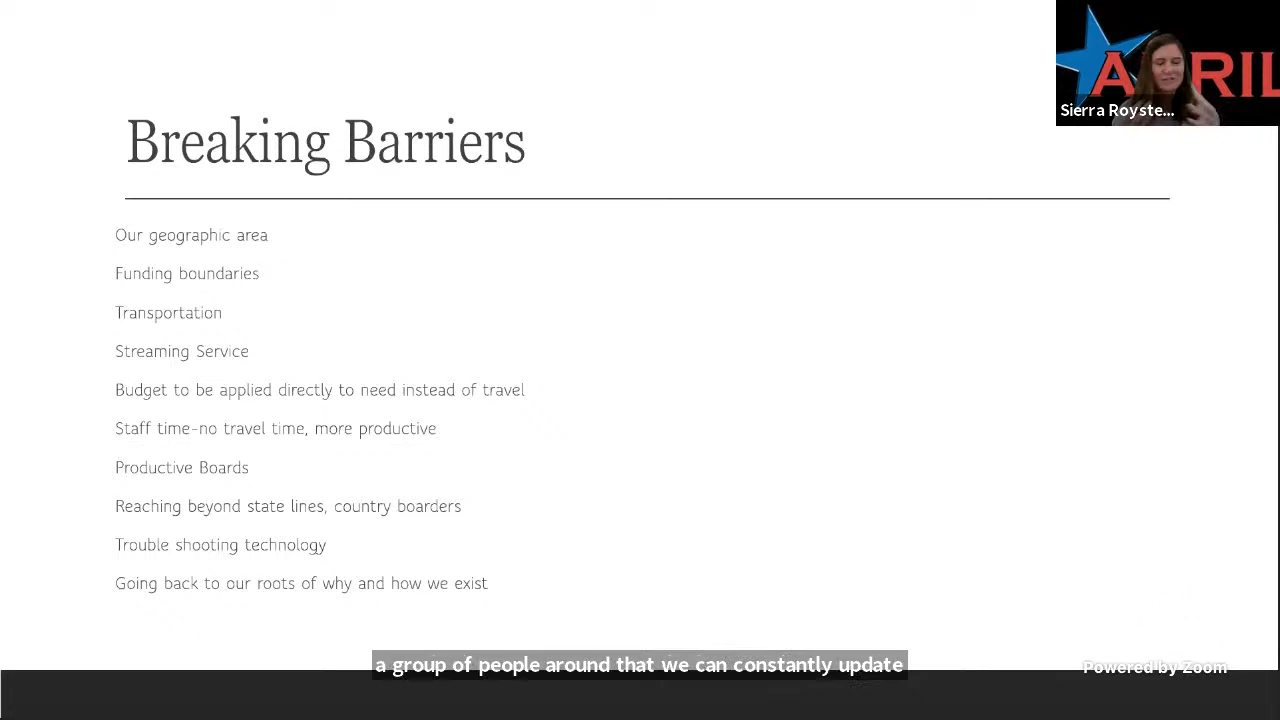 A RIL
Sierra Royste...
Breaking Barriers
Our geographic area
Funding boundaries
Transportation
Streaming Service
Budget to be applied directly to need instead of travel
Staff time-no travel time, more productive
Productive Boards
Reaching beyond state lines, country boarders
Trouble shooting technology
Going back to our roots of why and how we exist
a group of people around that we can constantly update
Powered by Zoom